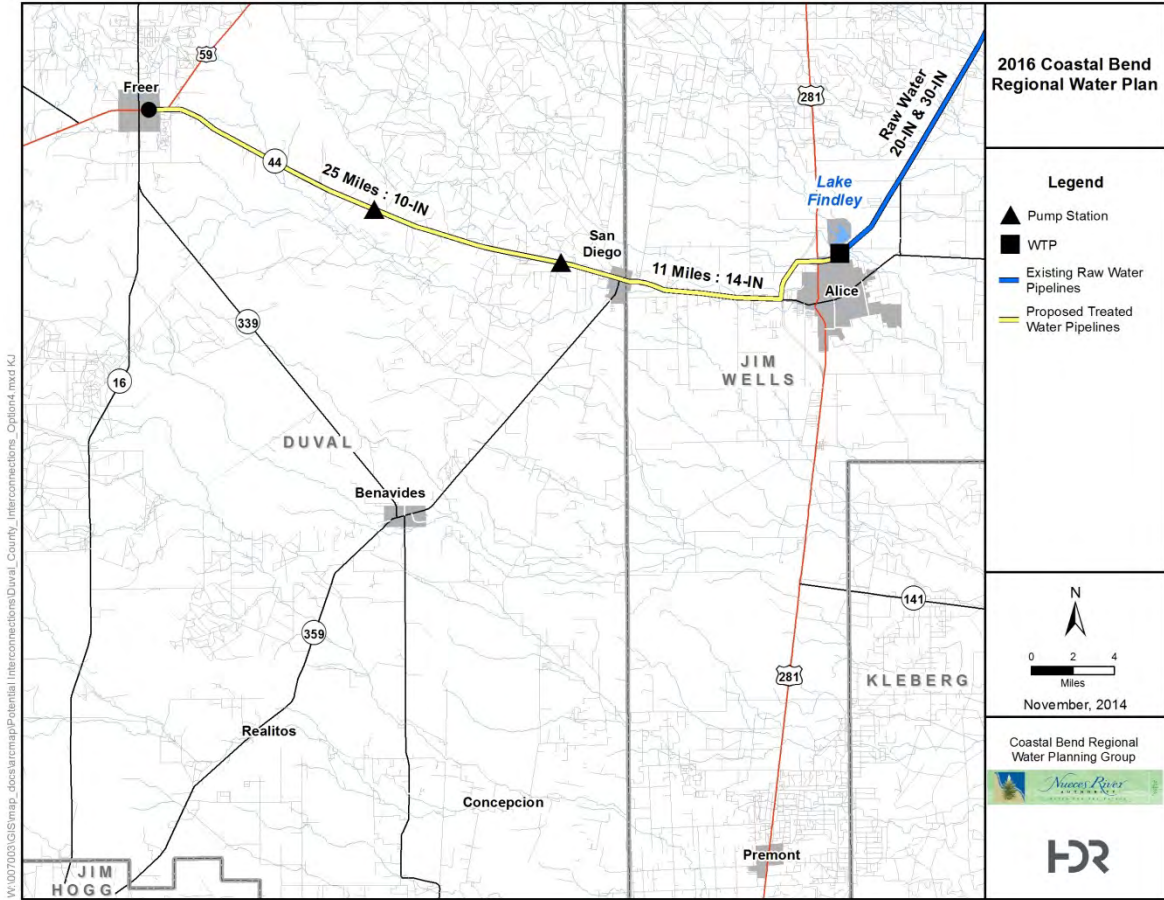 59
Freer
44
25 Miles : 10-IN
San
Diego
11 Miles : 14-IN
281
Raw Water
20-IN & 30-IN
Lake
Findley
Alice
JIM
WELLS
339
16
DUVAL
Benavides
359
141
281
KLEBERG
Realitos
Concepcion
Premont
JIM
HOGG
W:\007003\GIS\map_docs\arcmap\Potential Interconnections\Duval_County_Interconnections_Option4.mxd KJ
2016 Coastal Bend
Regional Water Plan
Legend
Pump Station
WTP
Existing Raw Water
Pipelines
Proposed Treated
Water Pipelines
N
0 2 4
Miles
November, 2014
Coastal Bend Regional
Water Planning Group
Nueces River
AUTHORITY
HDR